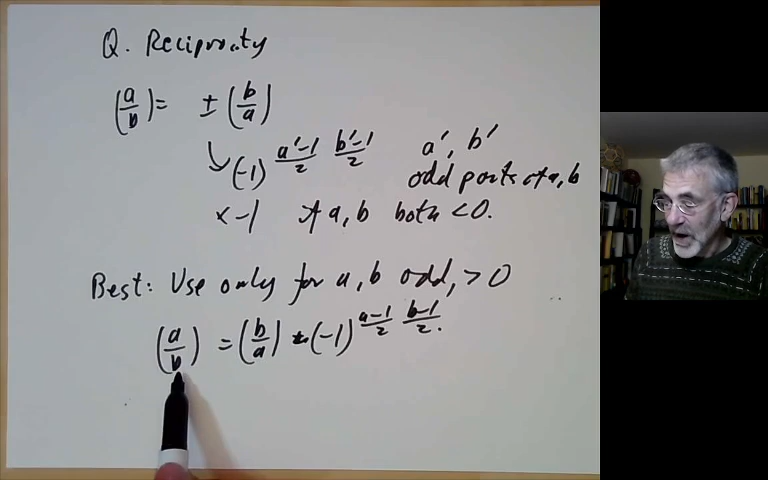 Q. Reciprocity
(a/b) = ± (b/a)
↳ (-1)^{(a'-1)/2 (b'-1)/2} a', b'
odd parts of a, b
× -1 if a, b both < 0.
Best: Use only for a, b odd, > 0
(a/b) = (b/a) × (-1)^{(a-1)/2 (b-1)/2}.